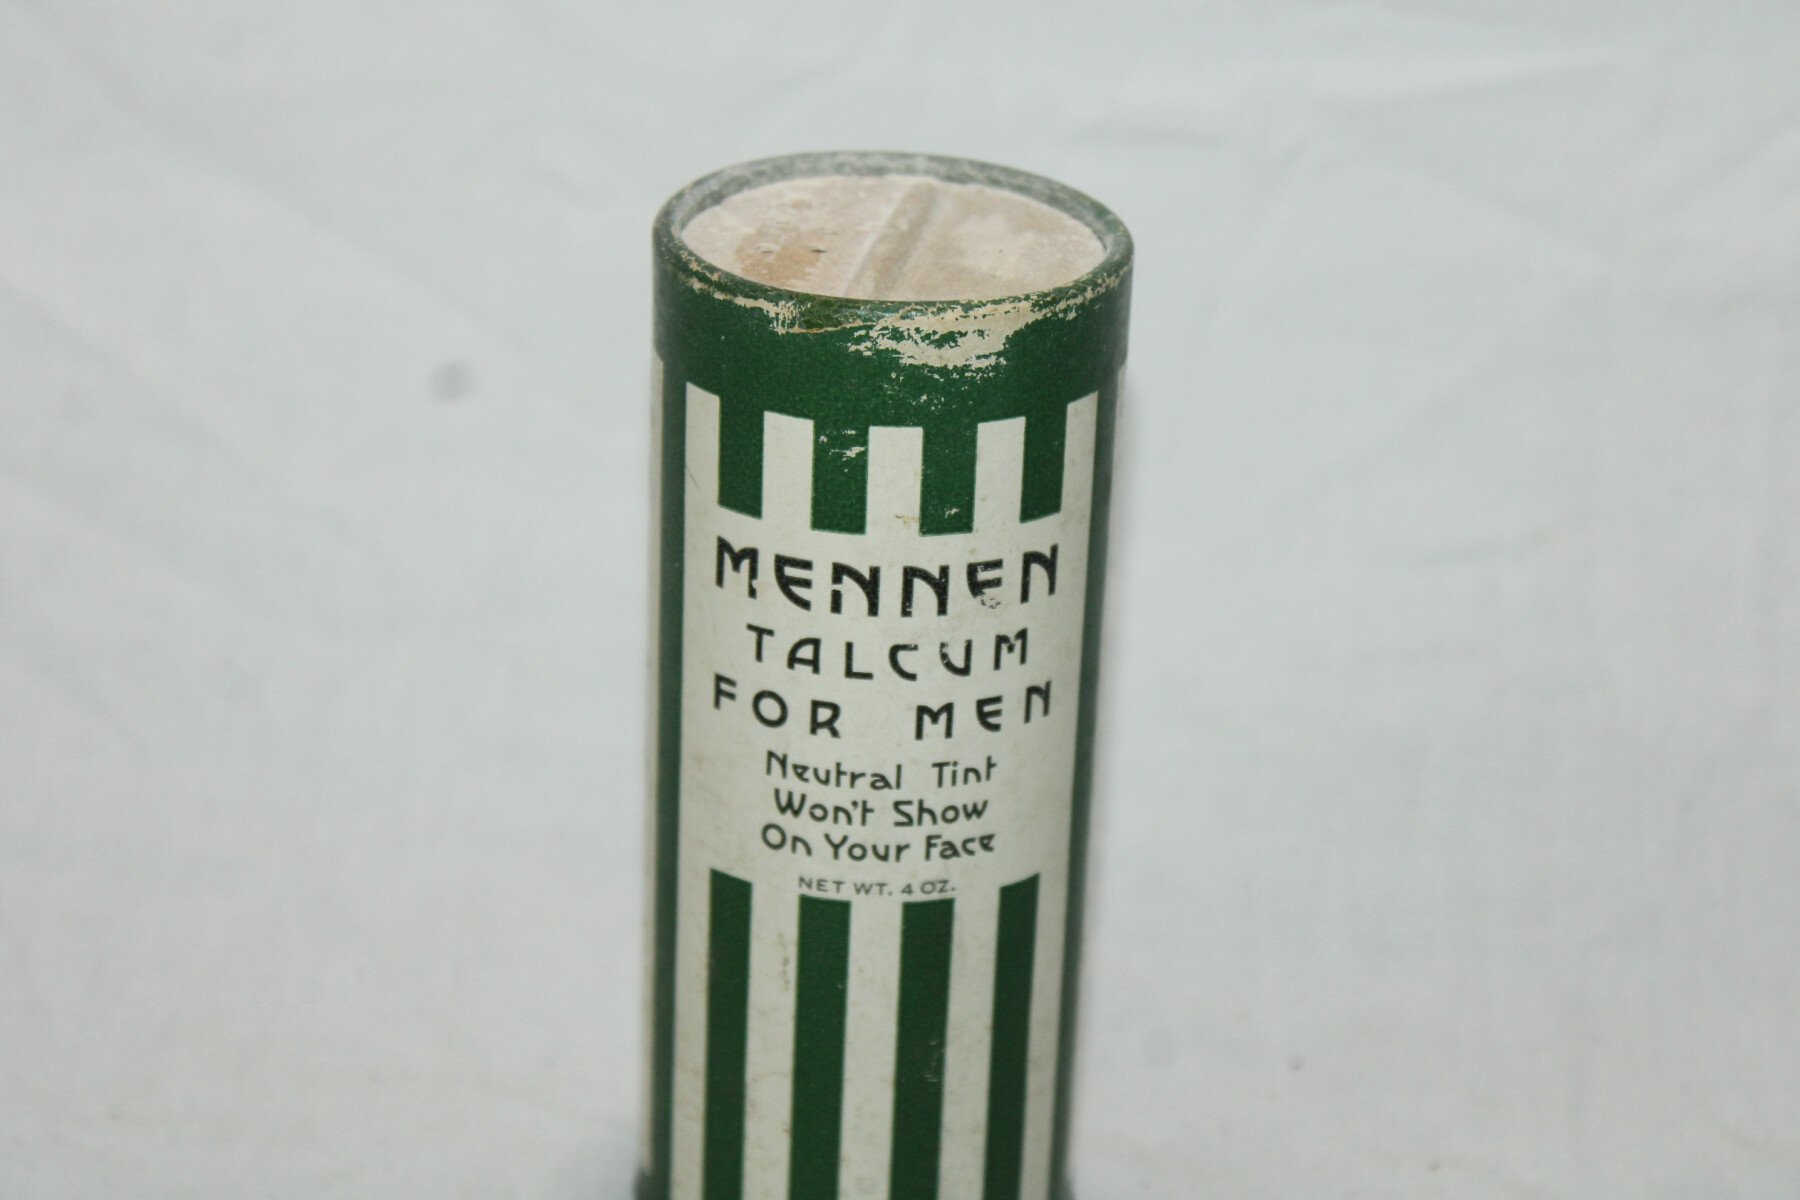 MENNEN
TALCUM
FOR MEN
Neutral Tint
Won't Show
On Your Face
NET WT. 4 OZ.